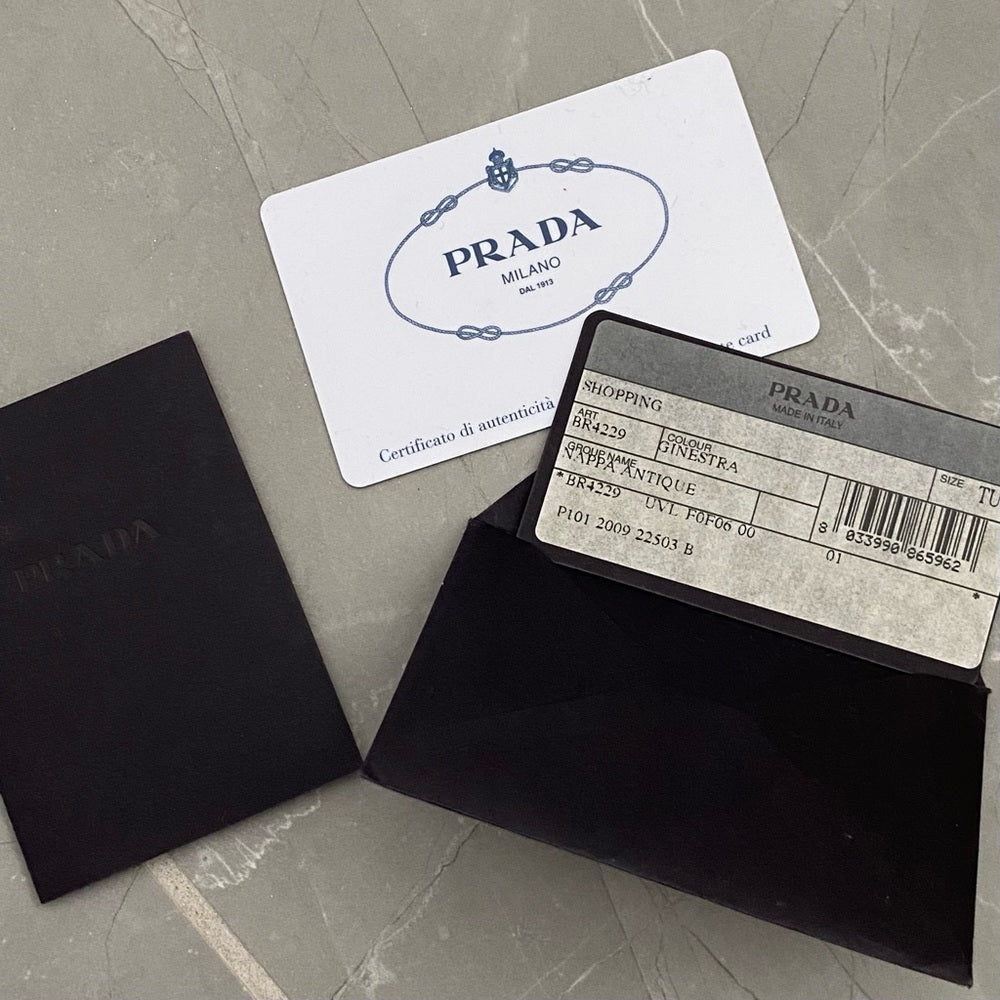 PRADA
MILANO
DAL 1913
Certificato di autenticità
card
PRADA
PRADA
MADE IN ITALY
SHOPPING
ART.
BR4229
COLOUR
GINESTRA
SIZE
TU
GROUP NAME
NAPPA ANTIQUE
*BR4229 UVL F0F06 00
8 033990 865962
P101 2009 22503 B
01
*